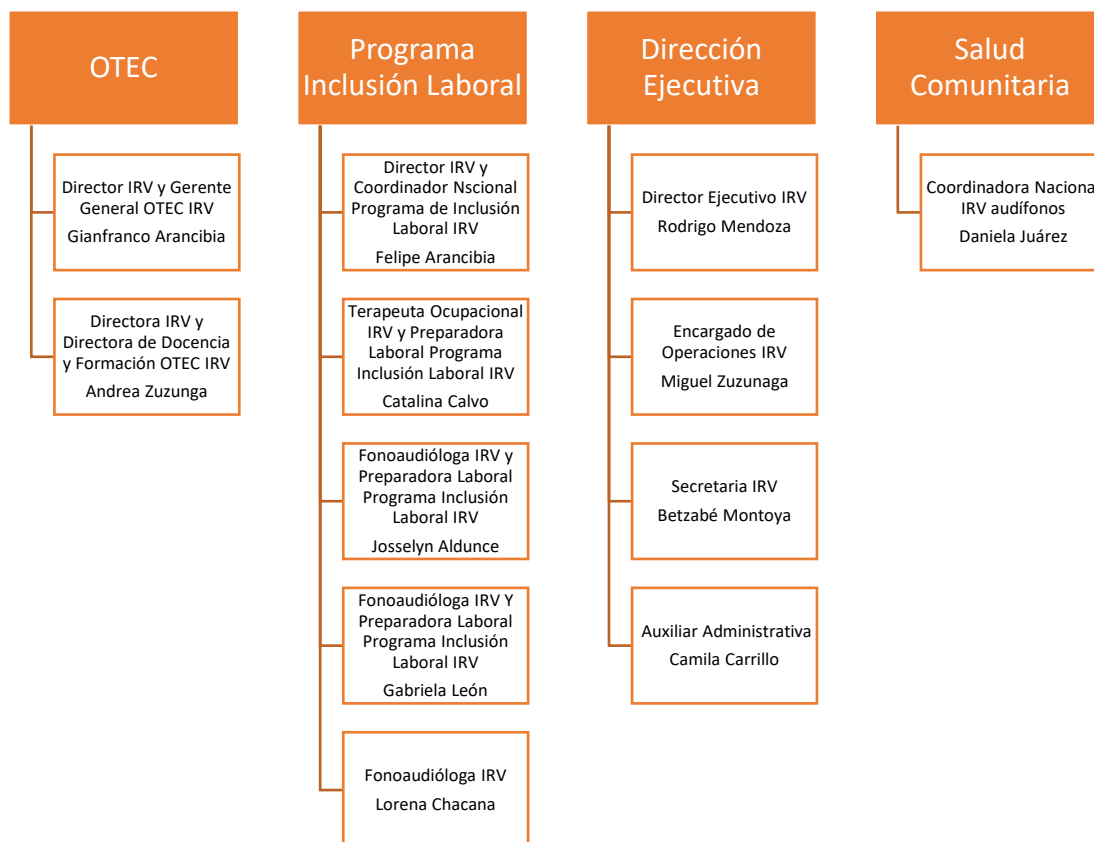 OTEC
Director IRV y Gerente
General OTEC IRV
Gianfranco Arancibia
Directora IRV y
Directora de Docencia
y Formación OTEC IRV
Andrea Zuzunga
Programa
Inclusión Laboral
Director IRV y
Coordinador Nscional
Programa de Inclusión
Laboral IRV
Felipe Arancibia
Terapeuta Ocupacional
IRV y Preparadora
Laboral Programa
Inclusión Laboral IRV
Catalina Calvo
Fonoaudióloga IRV y
Preparadora Laboral
Programa Inclusión
Laboral IRV
Josselyn Aldunce
Fonoaudióloga IRV Y
Preparadora Laboral
Programa Inclusión
Laboral IRV
Gabriela León
Fonoaudióloga IRV
Lorena Chacana
Dirección
Ejecutiva
Director Ejecutivo IRV
Rodrigo Mendoza
Encargado de
Operaciones IRV
Miguel Zuzunaga
Secretaria IRV
Betzabé Montoya
Auxiliar Administrativa
Camila Carrillo
Salud
Comunitaria
Coordinadora Naciona
IRV audífonos
Daniela Juárez